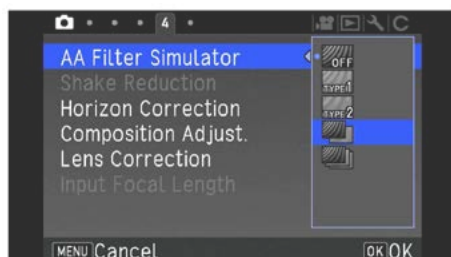 4
C
AA Filter Simulator
OFF
Shake Reduction
TYPE1
Horizon Correction
TYPE2
Composition Adjust.
Lens Correction
Input Focal Length
MENU Cancel
OK OK